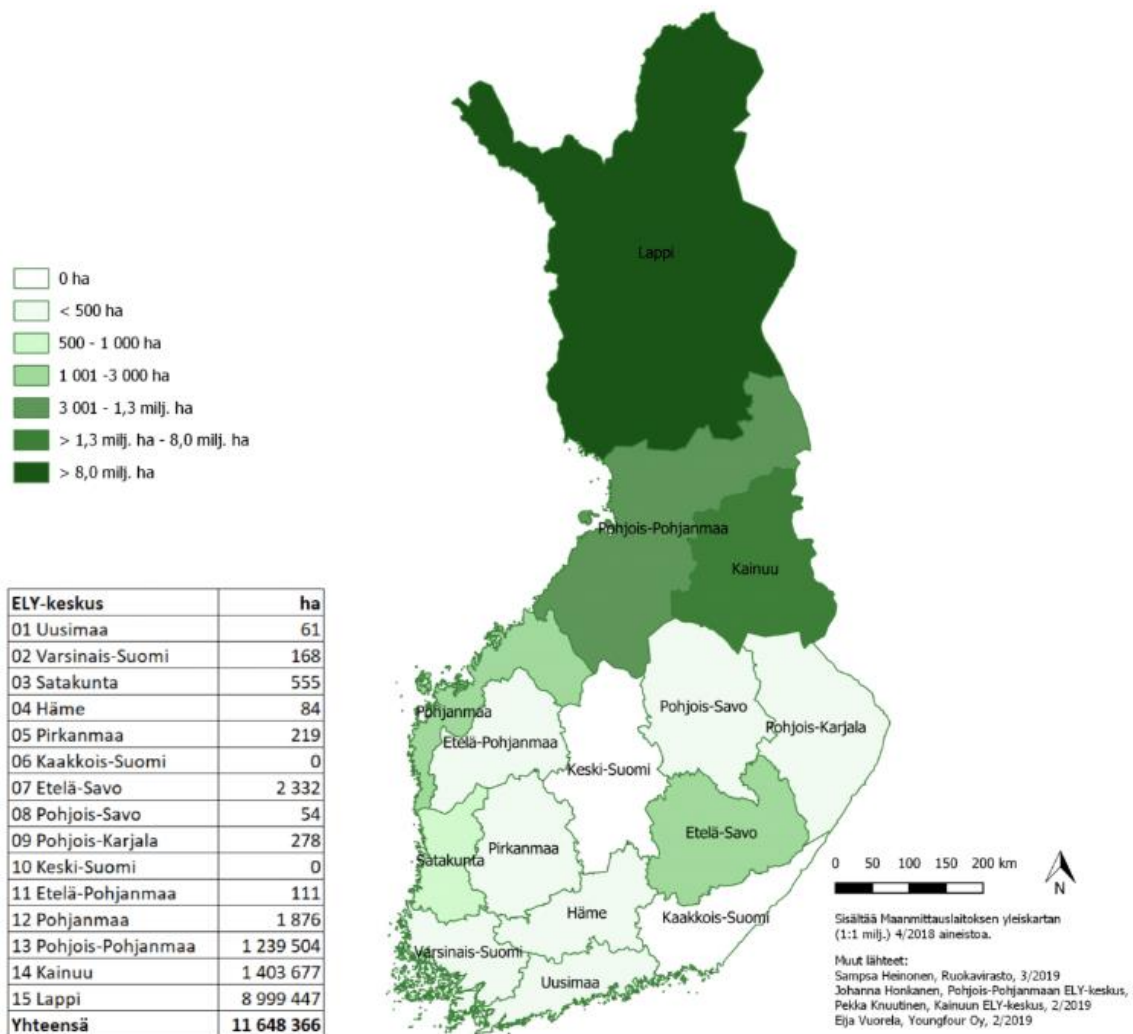 Lappi
0 ha
< 500 ha
500 - 1 000 ha
1 001 -3 000 ha
3 001 - 1,3 milj. ha
> 1,3 milj. ha - 8,0 milj. ha
> 8,0 milj. ha
Pohjois-Pohjanmaa
Kainuu
ELY-keskus ha
01 Uusimaa 61
02 Varsinais-Suomi 168
03 Satakunta 555
04 Häme 84
05 Pirkanmaa 219
06 Kaakkois-Suomi 0
07 Etelä-Savo 2 332
08 Pohjois-Savo 54
09 Pohjois-Karjala 278
10 Keski-Suomi 0
11 Etelä-Pohjanmaa 111
12 Pohjanmaa 1 876
13 Pohjois-Pohjanmaa 1 239 504
14 Kainuu 1 403 677
15 Lappi 8 999 447
Yhteensä 11 648 366
Pohjanmaa
Pohjois-Savo
Pohjois-Karjala
Etelä-Pohjanmaa
Keski-Suomi
Etelä-Savo
Pirkanmaa
Satakunta
Häme
Kaakkois-Suomi
Varsinais-Suomi
Uusimaa
0 50 100 150 200 km
N
Sisältää Maanmittauslaitoksen yleiskartan
(1:1 milj.) 4/2018 aineistoa.
Muut lähteet:
Sampsa Heinonen, Ruokavirasto, 3/2019
Johanna Honkanen, Pohjois-Pohjanmaan ELY-keskus,
Pekka Knuutinen, Kainuun ELY-keskus, 2/2019
Eija Vuorela, Youngfour Oy, 2/2019